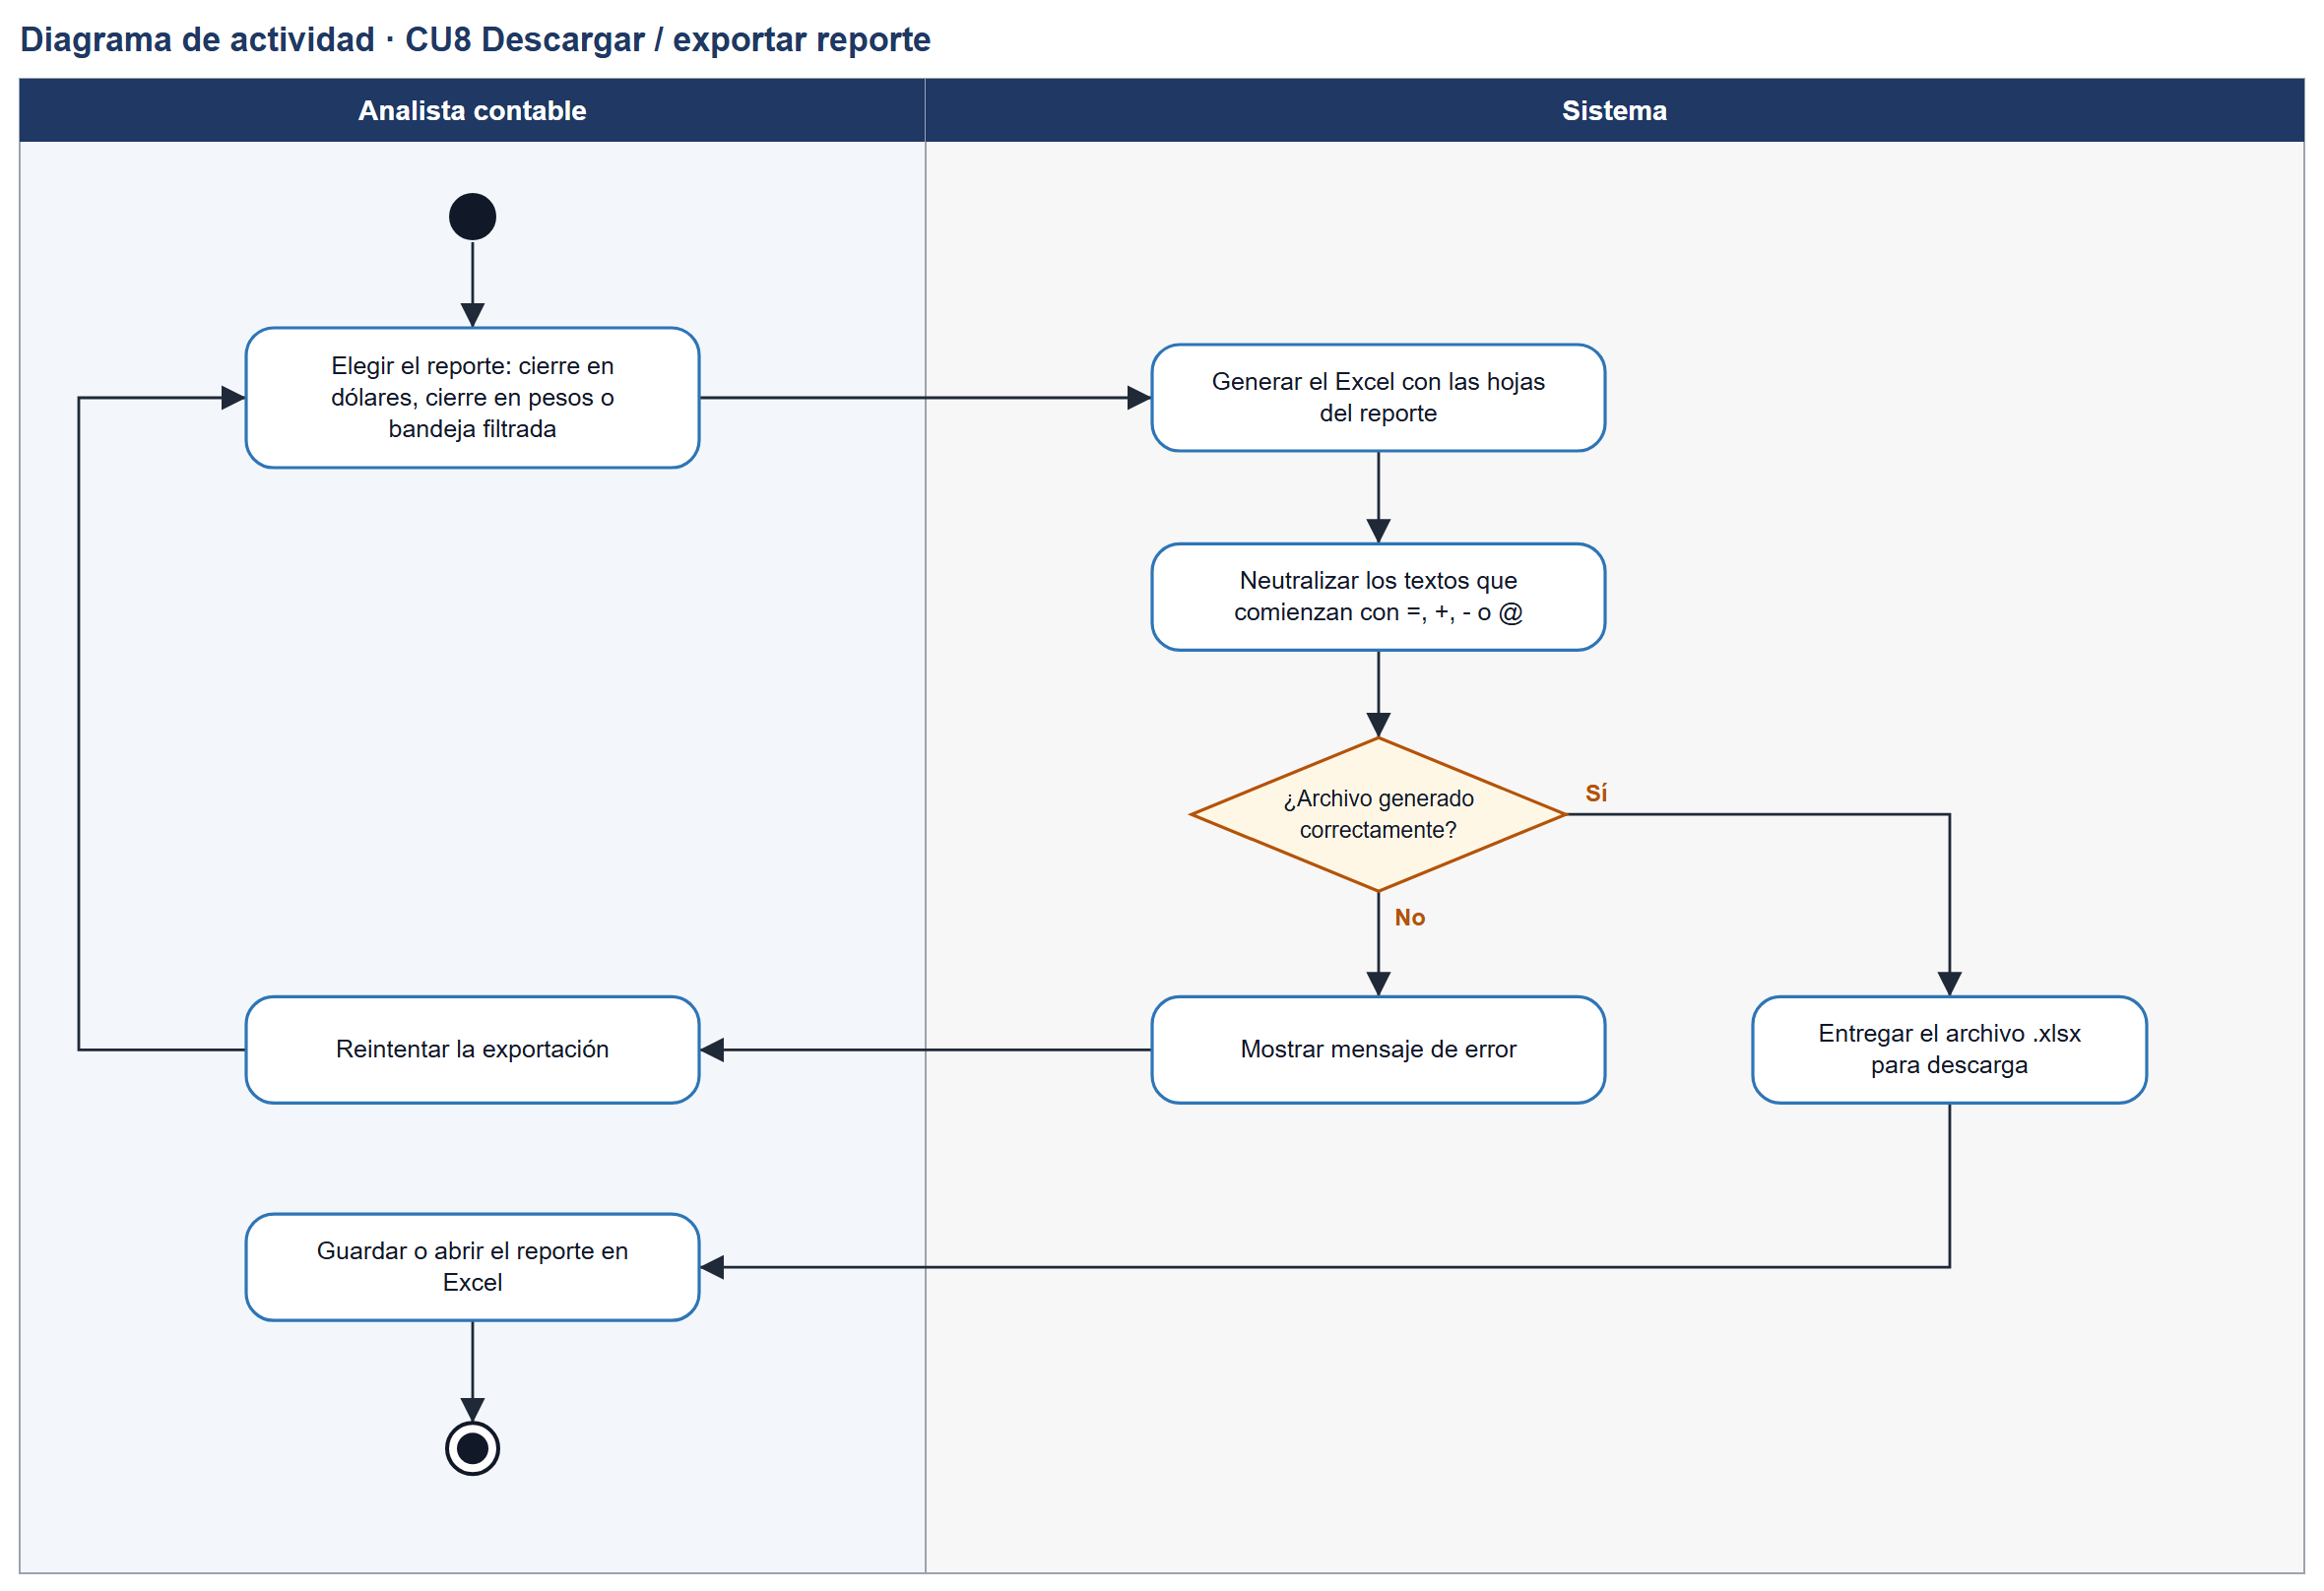 Diagrama de actividad · CU8 Descargar / exportar reporte
Analista contable
Sistema
Elegir el reporte: cierre en
dólares, cierre en pesos o
bandeja filtrada
Generar el Excel con las hojas
del reporte
Neutralizar los textos que
comienzan con =, +, - o @
¿Archivo generado
correctamente?
Sí
No
Reintentar la exportación
Mostrar mensaje de error
Entregar el archivo .xlsx
para descarga
Guardar o abrir el reporte en
Excel